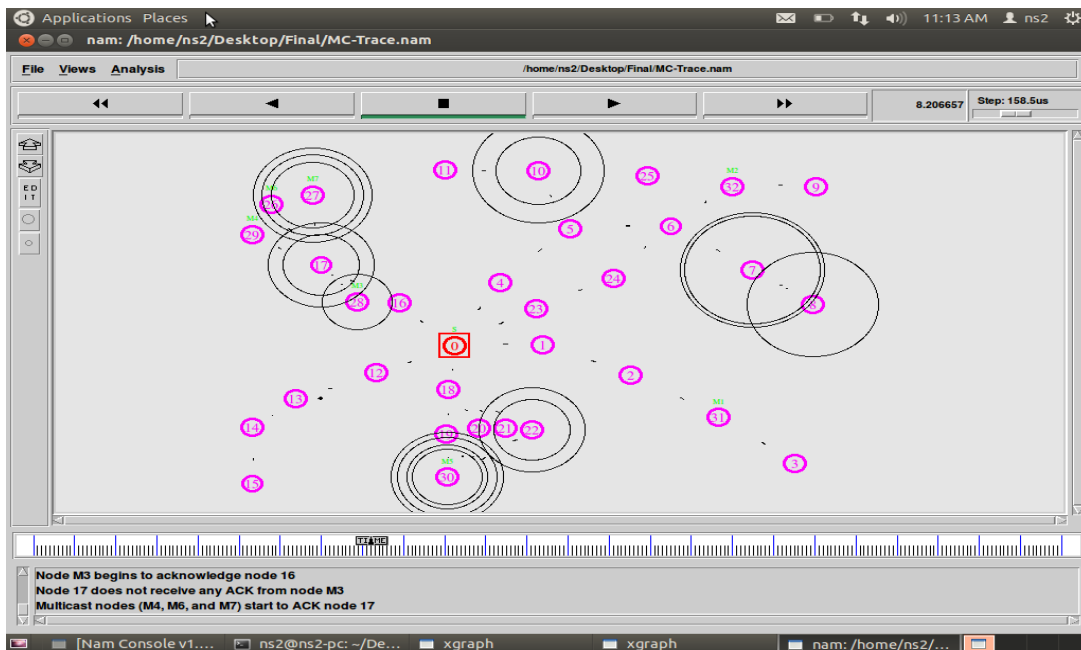 Applications Places 11:13 AM ns2
nam: /home/ns2/Desktop/Final/MC-Trace.nam
File Views Analysis /home/ns2/Desktop/Final/MC-Trace.nam
8.206657 Step: 158.5us
E D
I T
11
10
25
M2
32
9
M7
27
26
M4
29
5
6
17
7
4
24
M3
28
16
23
8
S
0
1
12
2
18
13
M1
31
14
19
20
21
22
3
M5
30
15
TIME
Node M3 begins to acknowledge node 16
Node 17 does not receive any ACK from node M3
Multicast nodes (M4, M6, and M7) start to ACK node 17
[Nam Console v1.... ns2@ns2-pc: ~/De... xgraph xgraph nam: /home/ns2/...